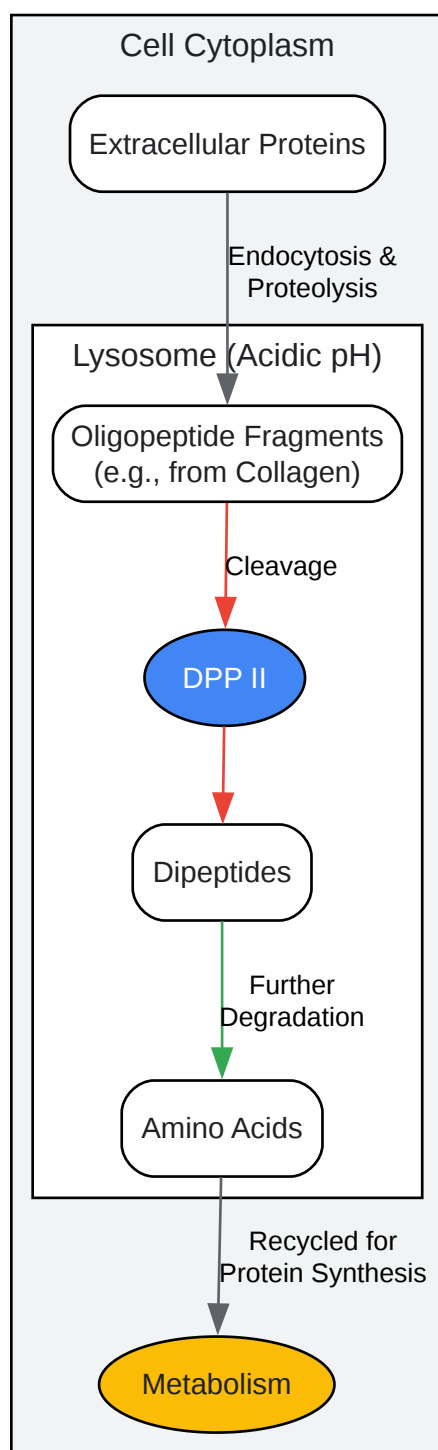 Cell Cytoplasm
Extracellular Proteins
Endocytosis &
Proteolysis
Lysosome (Acidic pH)
Oligopeptide Fragments
(e.g., from Collagen)
Cleavage
DPP II
Dipeptides
Further
Degradation
Amino Acids
Recycled for
Protein Synthesis
Metabolism